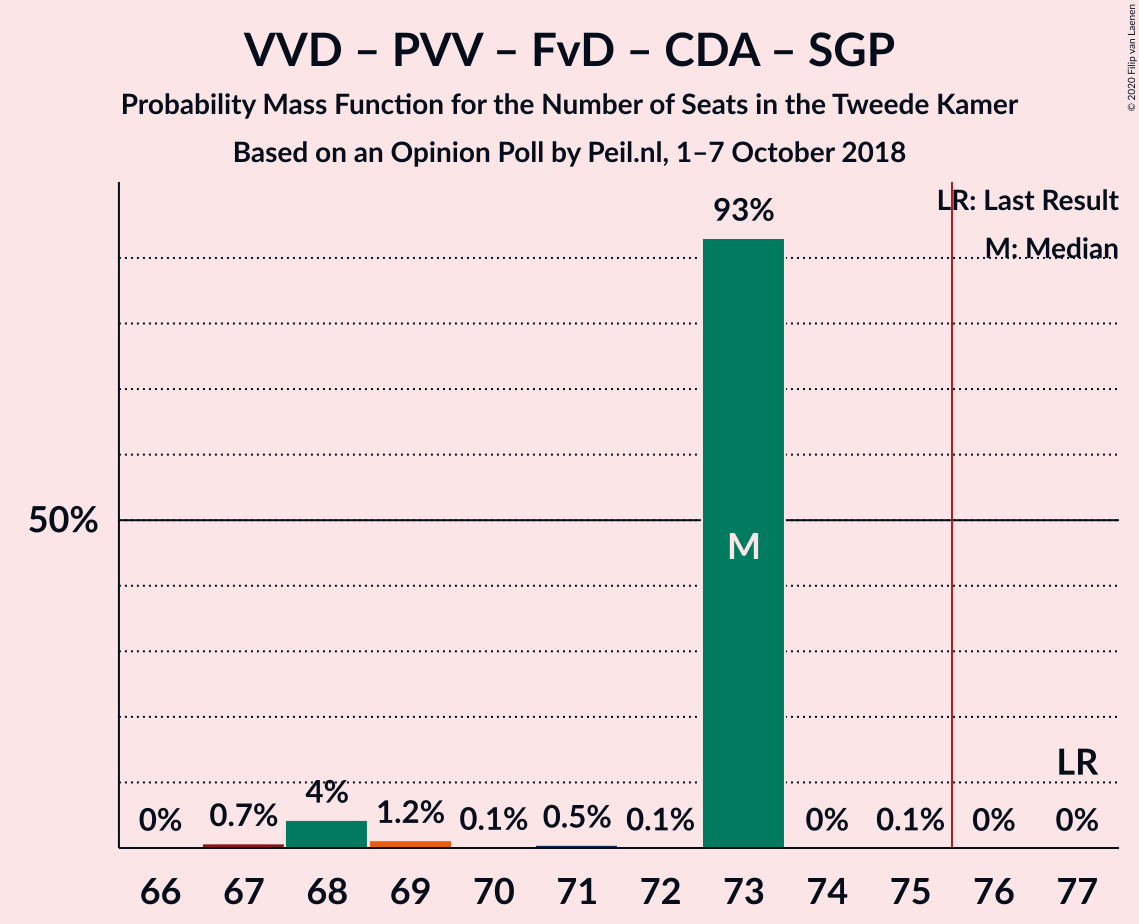 VVD – PVV – FvD – CDA – SGP
Probability Mass Function for the Number of Seats in the Tweede Kamer
Based on an Opinion Poll by Peil.nl, 1–7 October 2018
© 2020 Filip van Laenen
LR: Last Result
M: Median
93%
50%
M
LR
0% 0.7% 4% 1.2% 0.1% 0.5% 0.1% 0% 0.1% 0% 0%
66 67 68 69 70 71 72 73 74 75 76 77